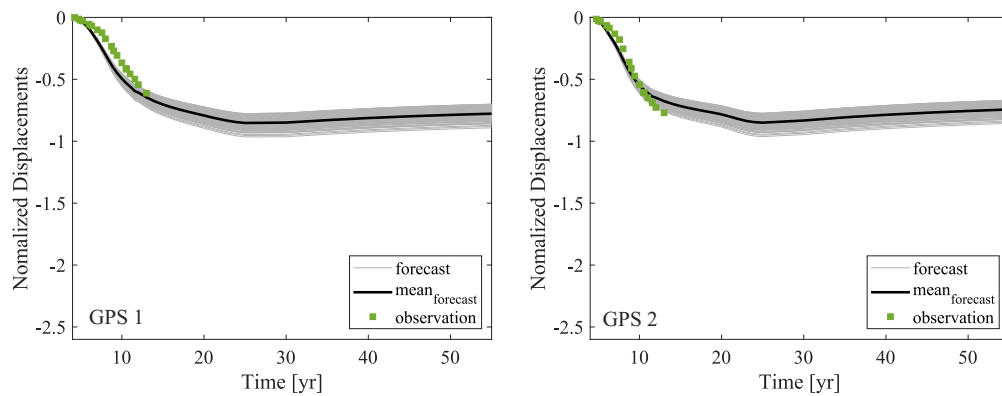 0
-0.5
-1
-1.5
-2
-2.5
Nomalized Displacements
10
20
30
40
50
Time [yr]
GPS 1
forecast
mean_forecast
observation
0
-0.5
-1
-1.5
-2
-2.5
Nomalized Displacements
10
20
30
40
50
Time [yr]
GPS 2
forecast
mean_forecast
observation